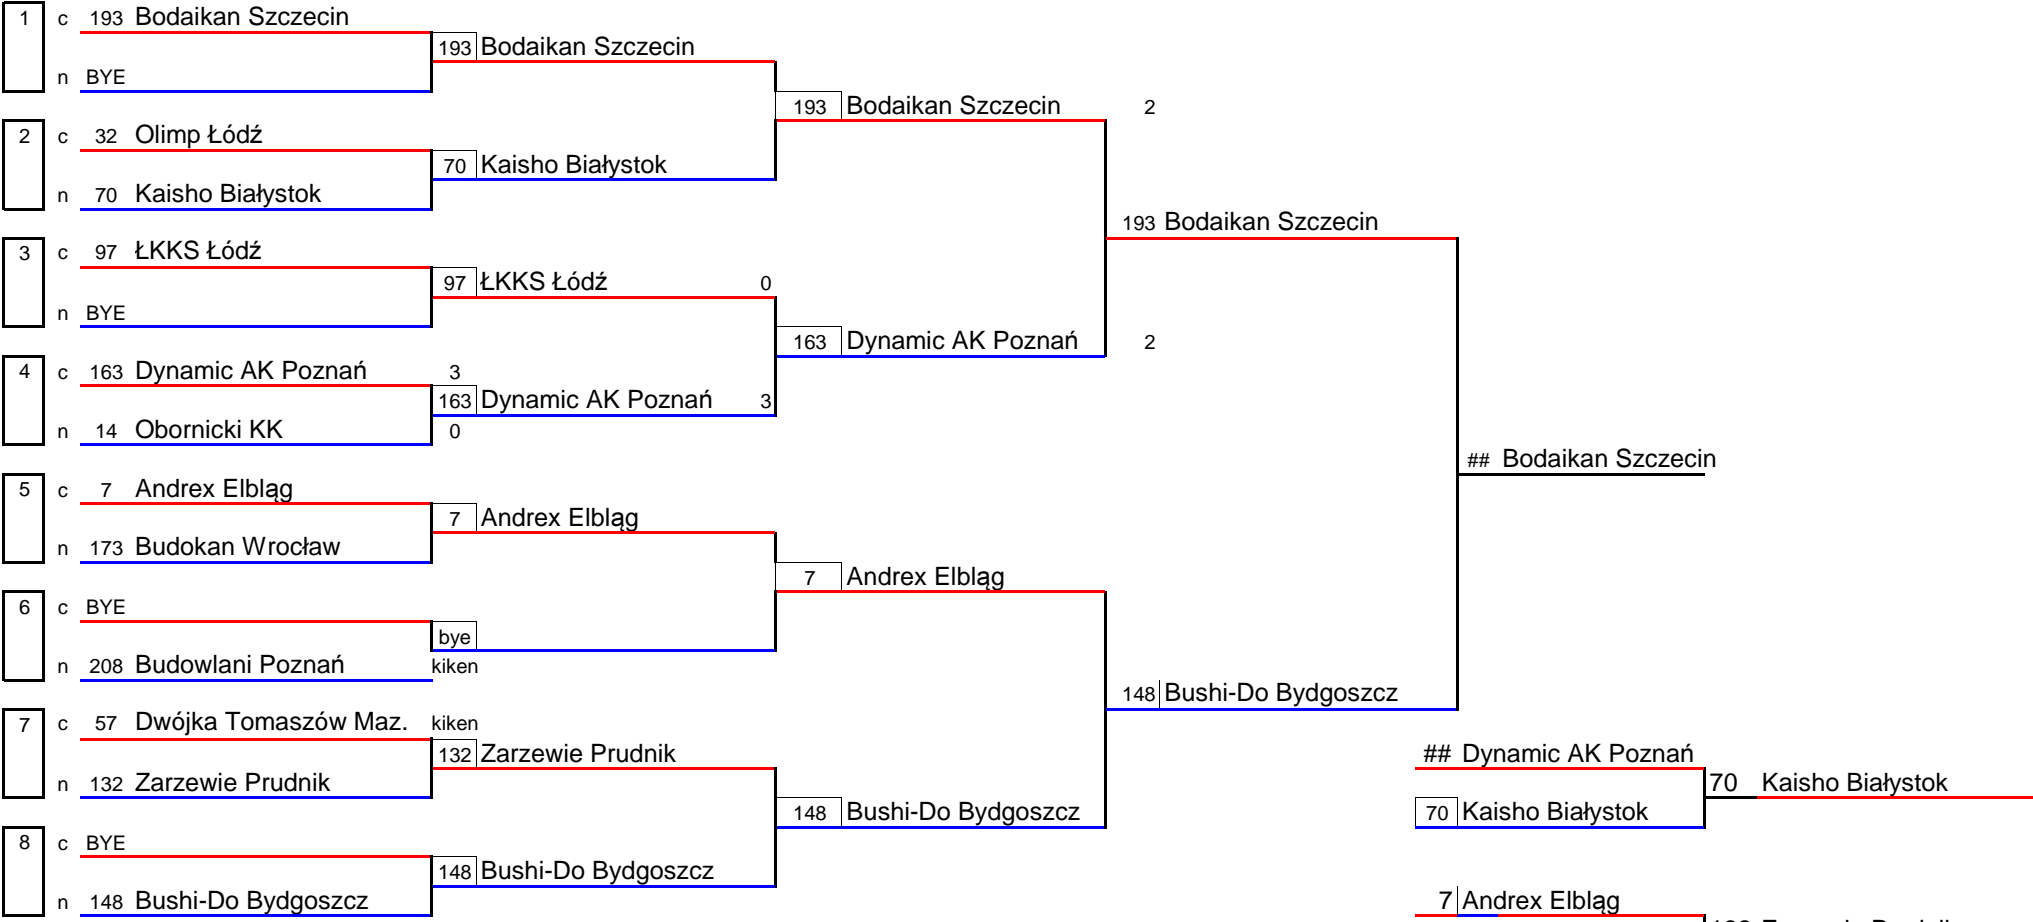 1 c 193 Bodaikan Szczecin
193 Bodaikan Szczecin
n BYE
193 Bodaikan Szczecin 2
2 c 32 Olimp Łódź
70 Kaisho Białystok
n 70 Kaisho Białystok
193 Bodaikan Szczecin
3 c 97 ŁKKS Łódź
97 ŁKKS Łódź 0
n BYE
163 Dynamic AK Poznań 2
4 c 163 Dynamic AK Poznań 3
163 Dynamic AK Poznań 3
n 14 Obornicki KK 0
## Bodaikan Szczecin
5 c 7 Andrex Elbląg
7 Andrex Elbląg
n 173 Budokan Wrocław
7 Andrex Elbląg
6 c BYE
bye
n 208 Budowlani Poznań kiken
148 Bushi-Do Bydgoszcz
7 c 57 Dwójka Tomaszów Maz. kiken
132 Zarzewie Prudnik
## Dynamic AK Poznań
n 132 Zarzewie Prudnik
70 Kaisho Białystok
148 Bushi-Do Bydgoszcz
70 Kaisho Białystok
8 c BYE
148 Bushi-Do Bydgoszcz
n 148 Bushi-Do Bydgoszcz
7 Andrex Elbląg